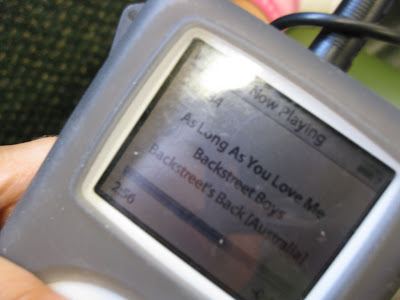 Now Playing
As Long As You Love Me
Backstreet Boys
Backstreet's Back [Australia]
2:56